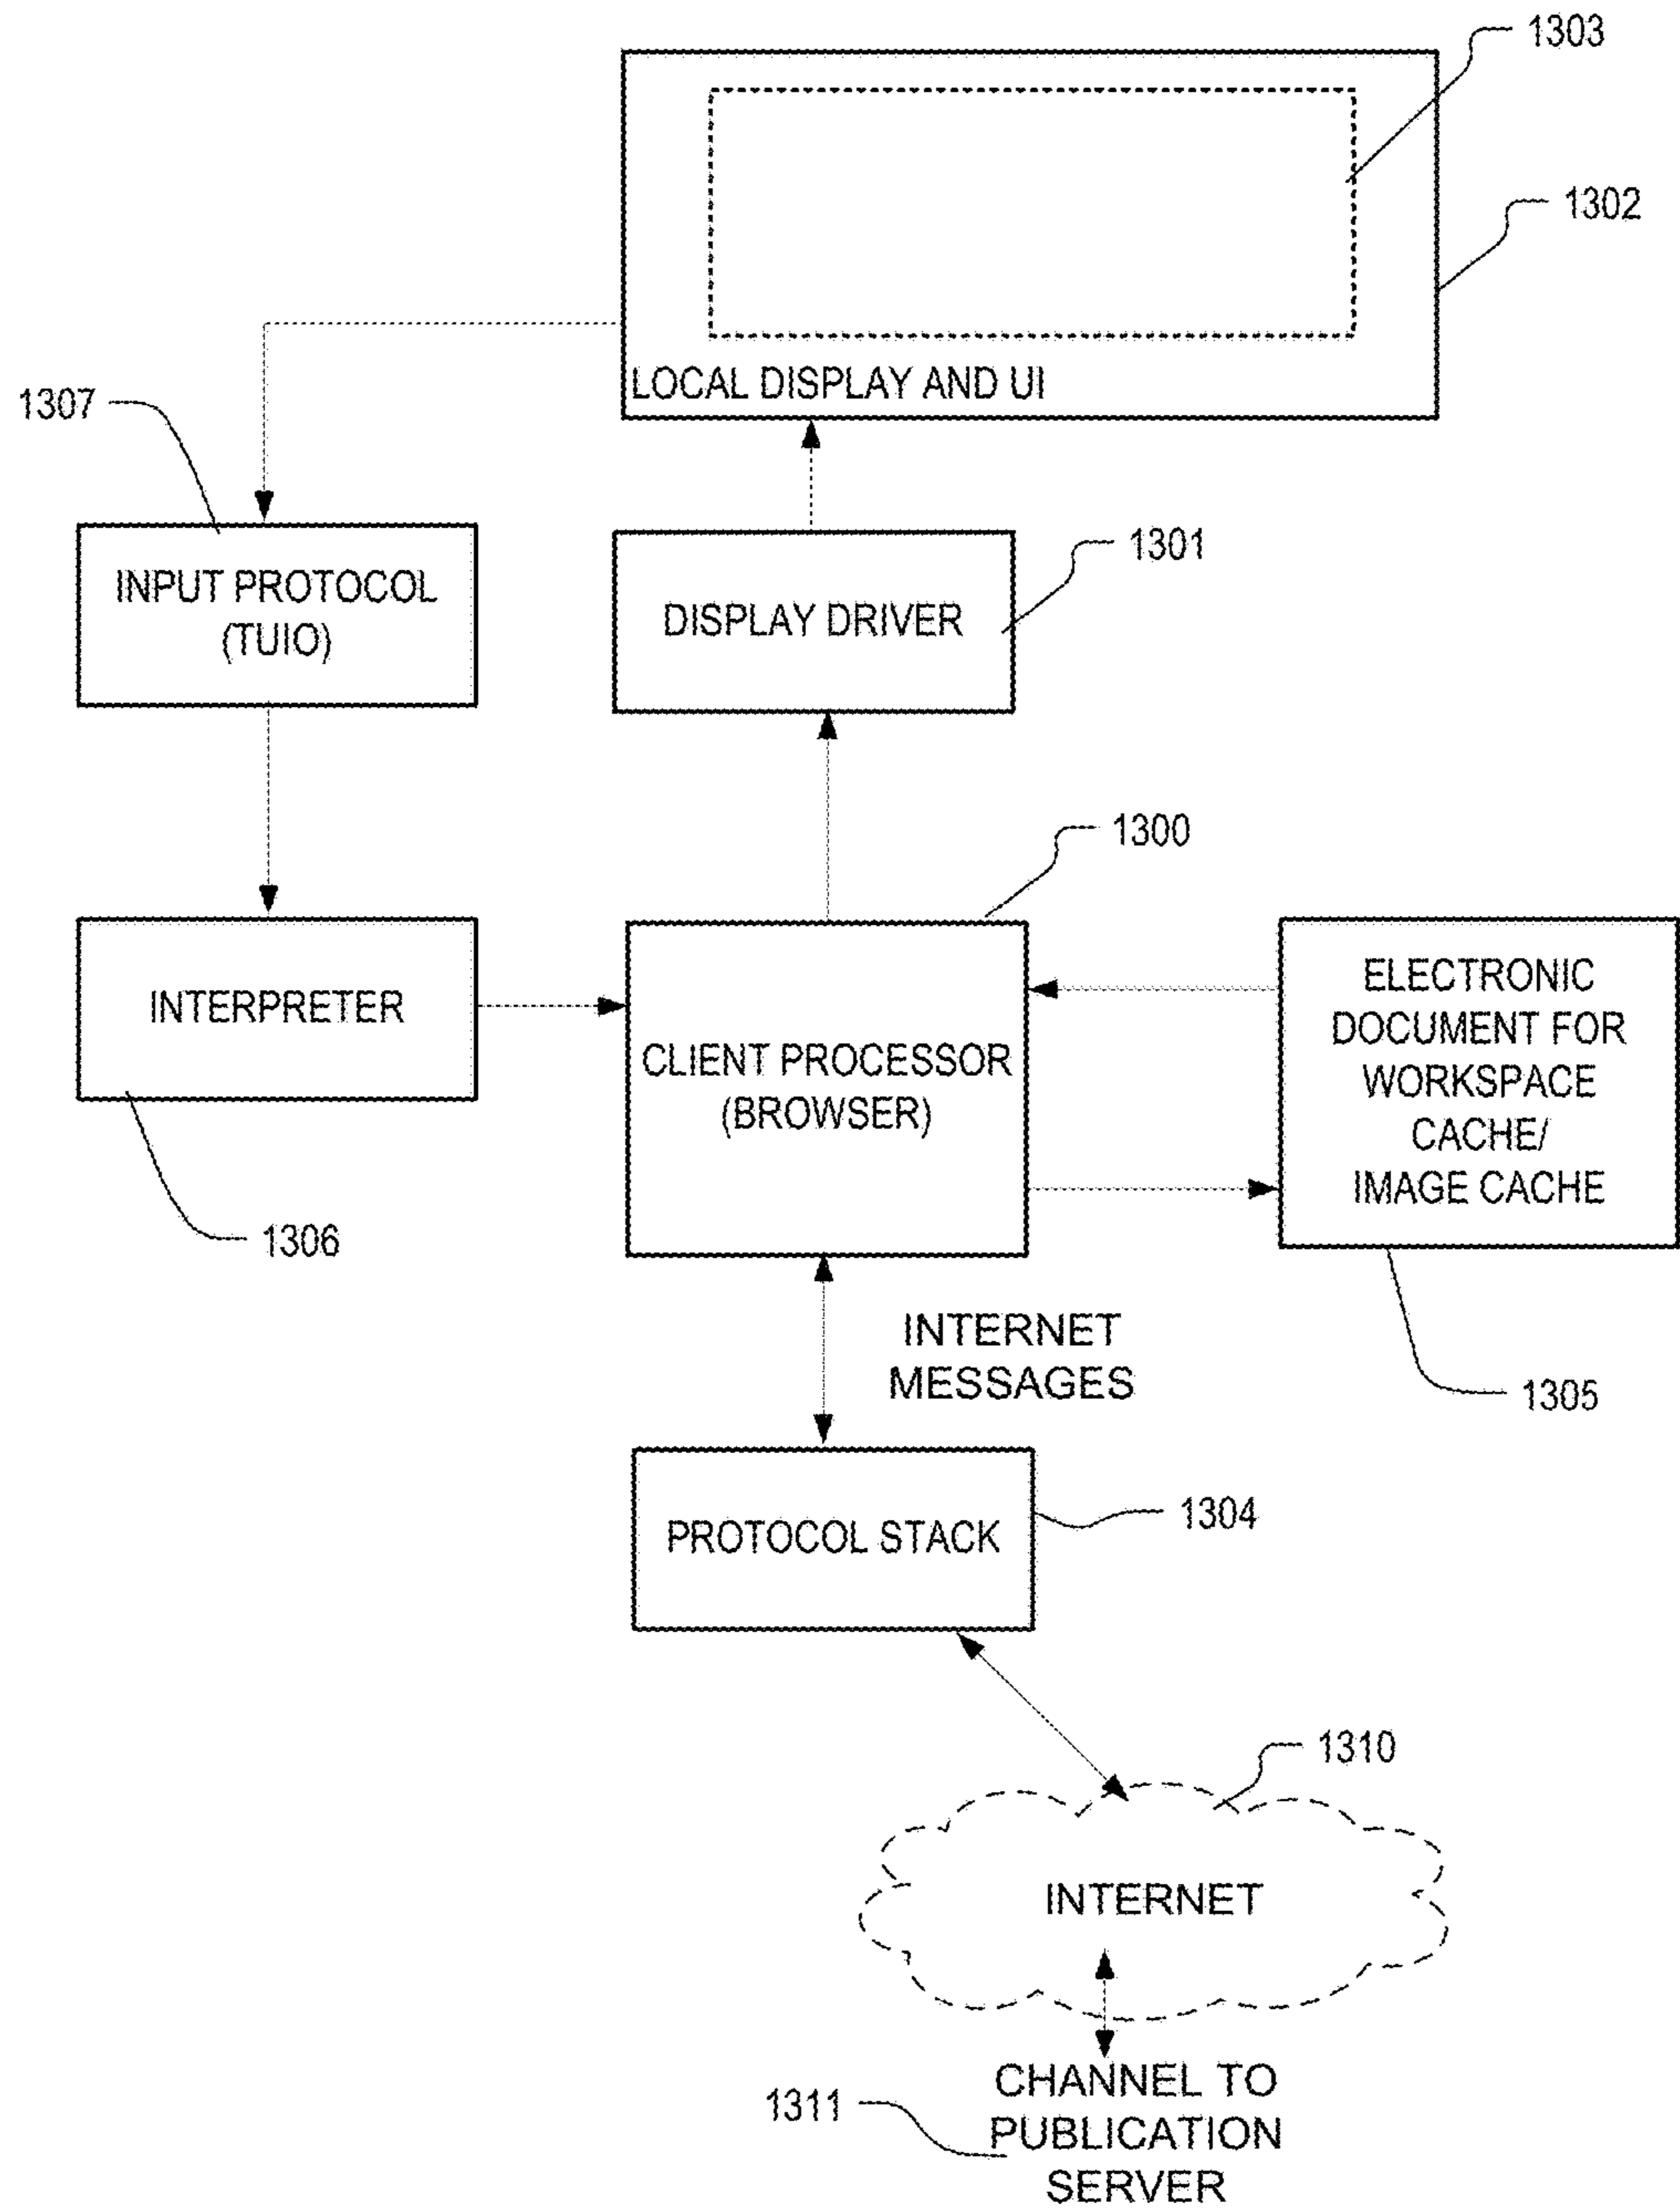 1303
1302
LOCAL DISPLAY AND UI
1307
INPUT PROTOCOL
(TUIO)
1301
DISPLAY DRIVER
1300
INTERPRETER
1306
CLIENT PROCESSOR
(BROWSER)
ELECTRONIC
DOCUMENT FOR
WORKSPACE
CACHE/
IMAGE CACHE
1305
INTERNET
MESSAGES
PROTOCOL STACK
1304
1310
INTERNET
1311
CHANNEL TO
PUBLICATION
SERVER